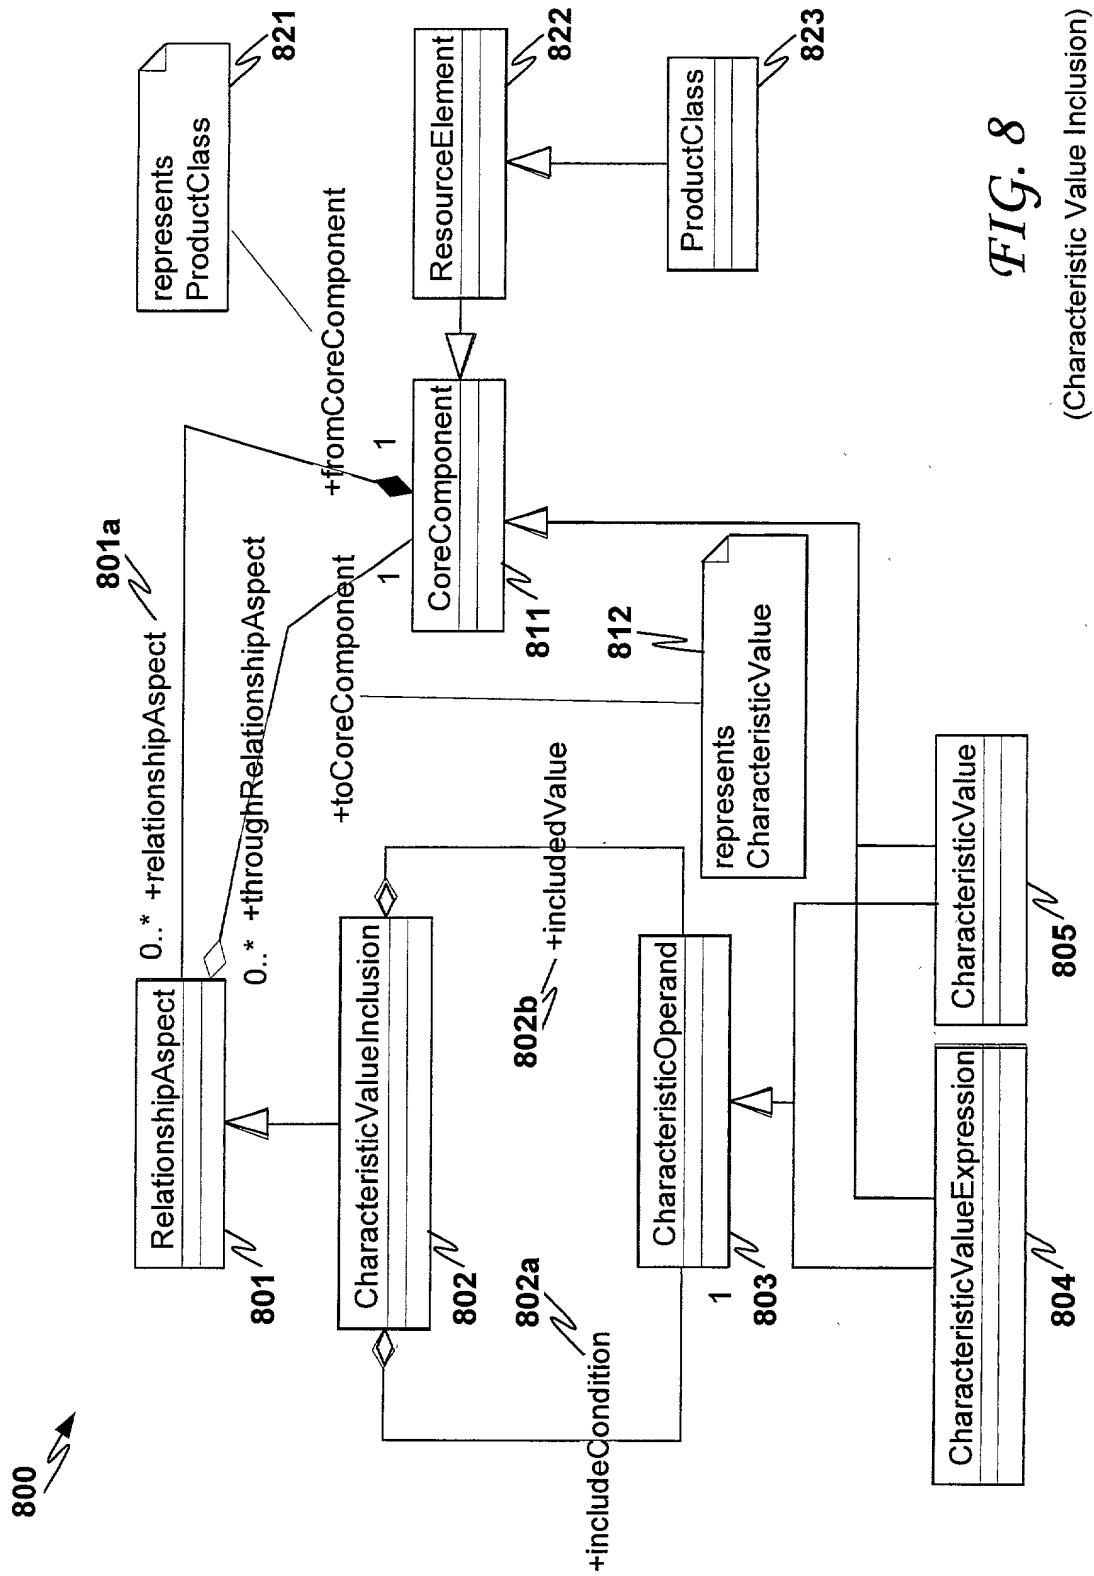 800
801a
0..* +relationshipAspect
RelationshipAspect
801
0..* +throughRelationshipAspect
represents
ProductClass
821
+fromCoreComponent
1
+toCoreComponent
1
CharacteristicValueInclusion
802
CoreComponent
811
ResourceElement
822
802a
+includeCondition
802b
+includedValue
812
represents
CharacteristicValue
CharacteristicOperand
803
1
ProductClass
823
CharacteristicValueExpression
804
CharacteristicValue
805
FIG. 8
(Characteristic Value Inclusion)